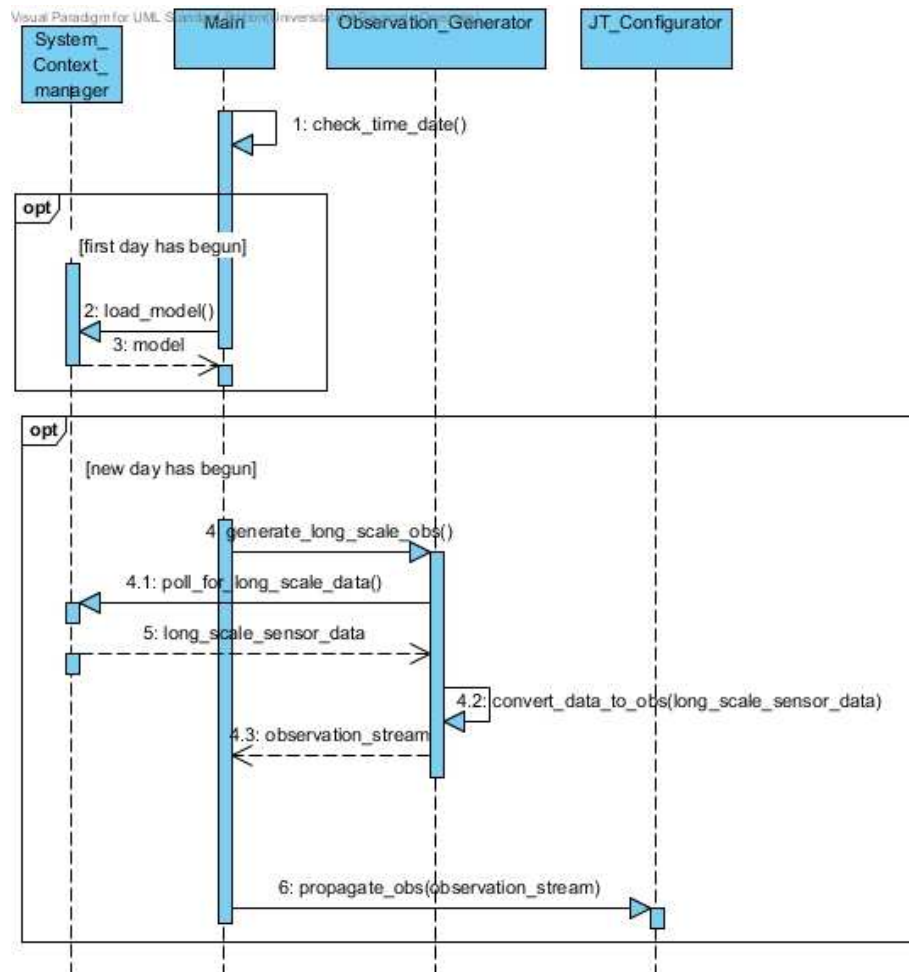 Visual Paradigm for UML
System_
Context_
manager
Main
Observation_Generator
JT_Configurator
1: check_time_date()
opt
[first day has begun]
2: load_model()
3: model
opt
[new day has begun]
4: generate_long_scale_obs()
4.1: poll_for_long_scale_data()
5: long_scale_sensor_data
4.2: convert_data_to_obs(long_scale_sensor_data)
4.3: observation_stream
6: propagate_obs(observation_stream)